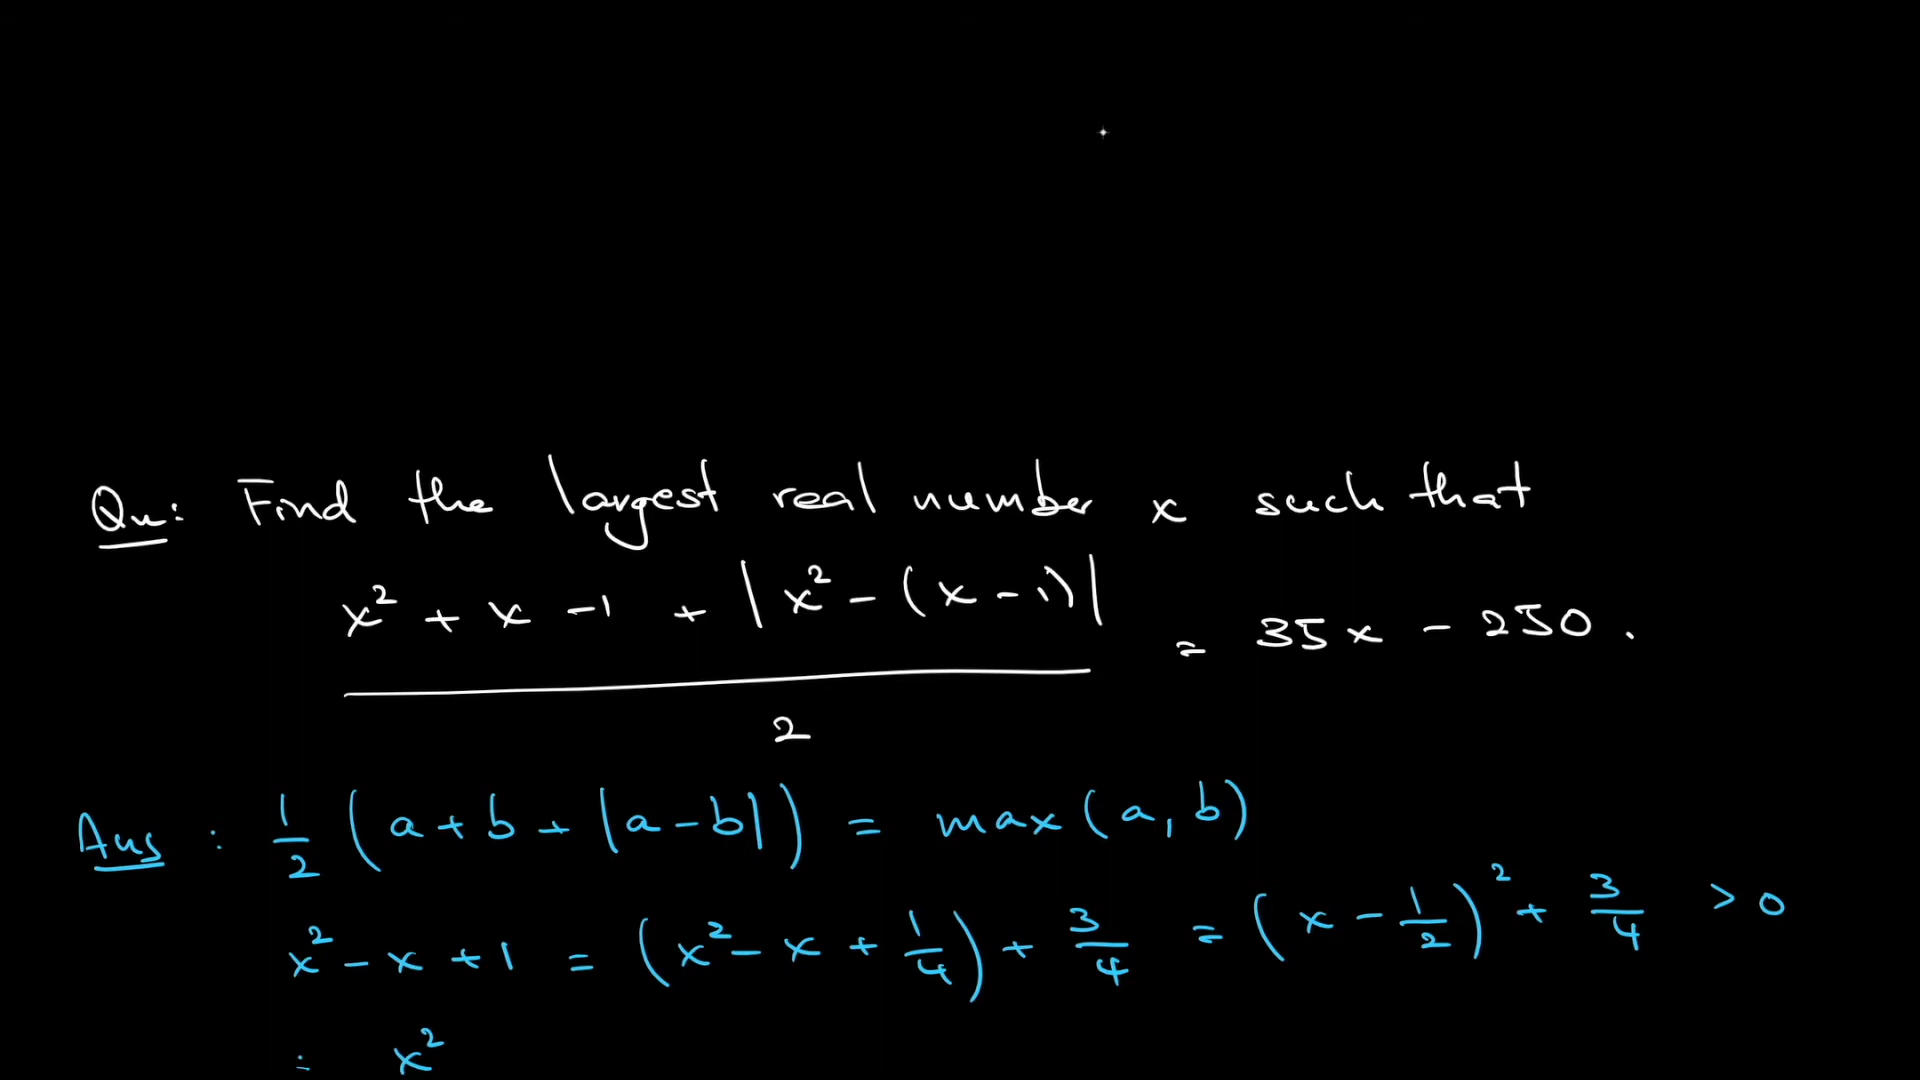 Qu: Find the largest real number x such that
x² + x - 1 + |x² - (x - 1)| / 2 = 35x - 250.
Ans : 1/2 (a + b + |a - b|) = max(a, b)
x² - x + 1 = (x² - x + 1/4) + 3/4 = (x - 1/2)² + 3/4 > 0
= x²